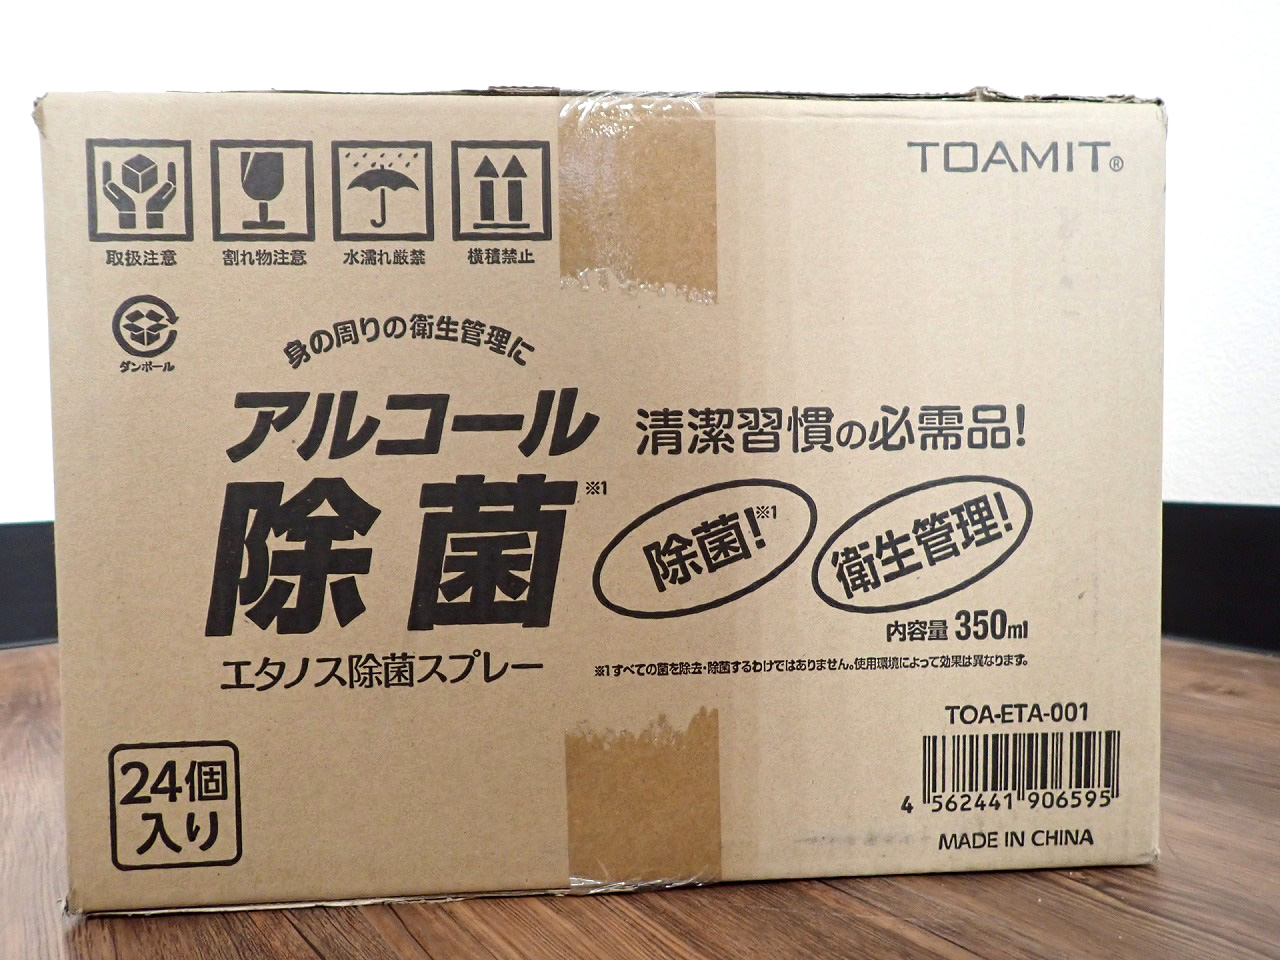 TOAMIT®
取扱注意
割れ物注意
水濡れ厳禁
横積禁止
ダンボール
身の周りの衛生管理に
アルコール
除菌※1
エタノス除菌スプレー
清潔習慣の必需品!
除菌!※1
衛生管理!
内容量 350ml
※1すべての菌を除去・除菌するわけではありません。使用環境によって効果は異なります。
24個
入り
TOA-ETA-001
4 562441 906595
MADE IN CHINA